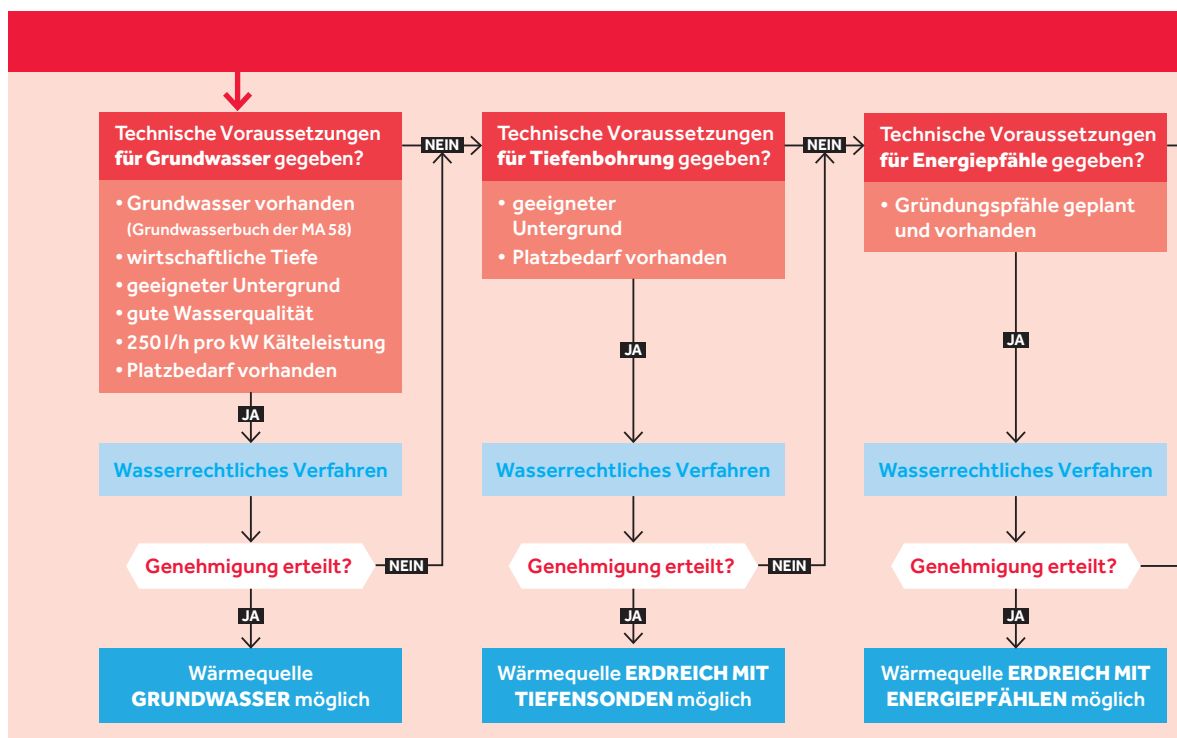 Technische Voraussetzungen
für Grundwasser gegeben?
• Grundwasser vorhanden
(Grundwasserbuch der MA 58)
• wirtschaftliche Tiefe
• geeigneter Untergrund
• gute Wasserqualität
• 250 l/h pro kW Kälteleistung
• Platzbedarf vorhanden
JA
Wasserrechtliches Verfahren
Genehmigung erteilt?
NEIN
JA
Wärmequelle
GRUNDWASSER möglich
NEIN
Technische Voraussetzungen
für Tiefenbohrung gegeben?
• geeigneter
Untergrund
• Platzbedarf vorhanden
JA
Wasserrechtliches Verfahren
Genehmigung erteilt?
NEIN
JA
Wärmequelle ERDREICH MIT
TIEFENSONDEN möglich
NEIN
Technische Voraussetzungen
für Energiepfähle gegeben?
• Gründungspfähle geplant
und vorhanden
JA
Wasserrechtliches Verfahren
Genehmigung erteilt?
JA
Wärmequelle ERDREICH MIT
ENERGIEPFÄHLEN möglich